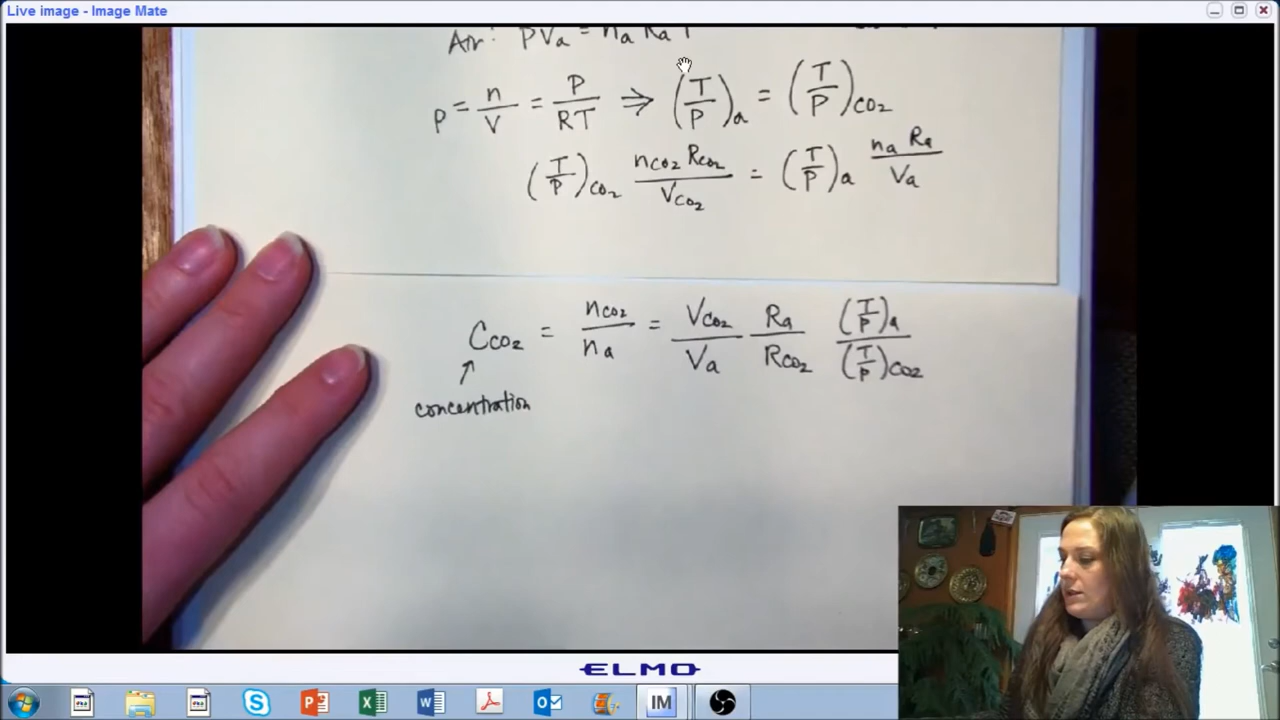 Live image - Image Mate
Air: PVa = na Ra T
ρ = n/V = P/RT ⇒ (T/P)a = (T/P)CO2
(T/P)CO2 nCO2 RCO2/VCO2 = (T/P)a na Ra/Va
CCO2 = nCO2/na = VCO2/Va Ra/RCO2 (T/P)a/(T/P)CO2
↑
concentration
ELMO
IM